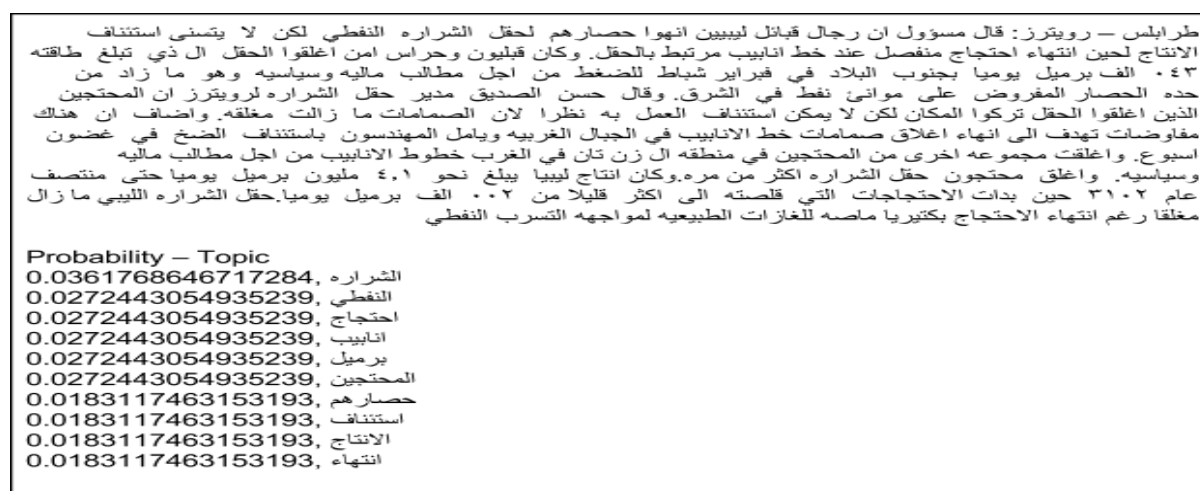 طرابلس – رويترز: قال مسؤول ان رجال قبائل ليبيين انهوا حصارهم لحقل الشراره النفطي لكن لا يتسنى استئناف
الانتاج لحين انتهاء احتجاج منفصل عند خط انابيب مرتبط بالحقل. وكان قبليون وحراس امن اغلقوا الحقل ال ذي تبلغ طاقته
٠٤٣ الف برميل يوميا بجنوب البلاد في فبراير شباط للضغط من اجل مطالب ماليه وسياسيه وهو ما زاد من
حده الحصار المفروض على موانئ نفط في الشرق. وقال حسن الصديق مدير حقل الشراره لرويترز ان المحتجين
الذين اغلقوا الحقل تركوا المكان لكن لا يمكن استئناف العمل به نظرا لان الصمامات ما زالت مغلقه. واضاف ان هناك
مفاوضات تهدف الى انهاء اغلاق صمامات خط الانابيب في الجبال الغربيه ويامل المهندسون باستئناف الضخ في غضون
اسبوع. واغلقت مجموعه اخرى من المحتجين في منطقه ال زن تان في الغرب خطوط الانابيب من اجل مطالب ماليه
وسياسيه. واغلق محتجون حقل الشراره اكثر من مره.وكان انتاج ليبيا يبلغ نحو ٤,١ مليون برميل يوميا حتى منتصف
عام ٣١٠٢ حين بدات الاحتجاجات التي قلصته الى اكثر قليلا من ٠٠٢ الف برميل يوميا.حقل الشراره الليبي ما زال
مغلقا رغم انتهاء الاحتجاج بكتيريا ماصه للغازات الطبيعيه لمواجهه التسرب النفطي
Probability – Topic
0.0361768646717284, الشراره
0.0272443054935239, النفطي
0.0272443054935239, احتجاج
0.0272443054935239, انابيب
0.0272443054935239, برميل
0.0272443054935239, المحتجين
0.0183117463153193, حصارهم
0.0183117463153193, استئناف
0.0183117463153193, الانتاج
0.0183117463153193, انتهاء